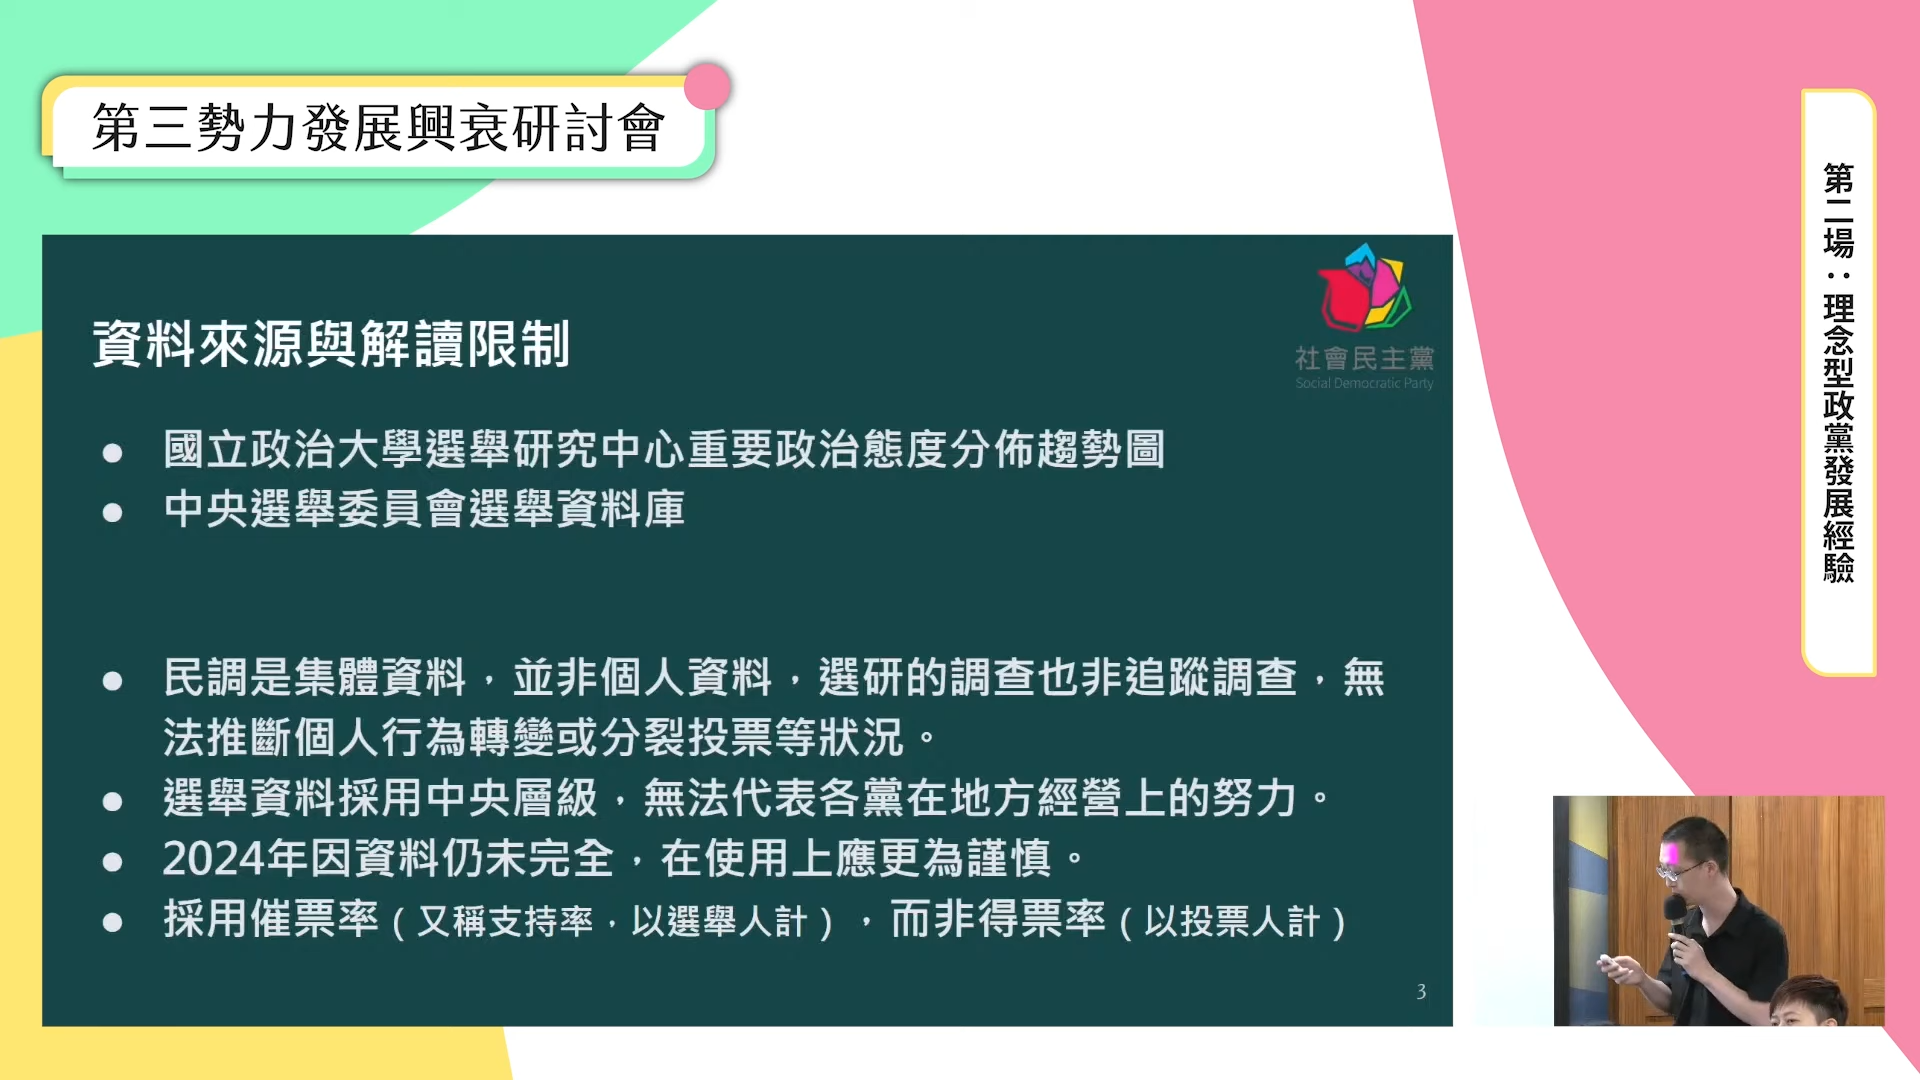 第三勢力發展興衰研討會
第二場：理念型政黨發展經驗
社會民主黨
Social Democratic Party
資料來源與解讀限制
● 國立政治大學選舉研究中心重要政治態度分佈趨勢圖
● 中央選舉委員會選舉資料庫
● 民調是集體資料，並非個人資料，選研的調查也非追蹤調查，無
法推斷個人行為轉變或分裂投票等狀況。
● 選舉資料採用中央層級，無法代表各黨在地方經營上的努力。
● 2024年因資料仍未完全，在使用上應更為謹慎。
● 採用催票率（又稱支持率，以選舉人計），而非得票率（以投票人計）
3